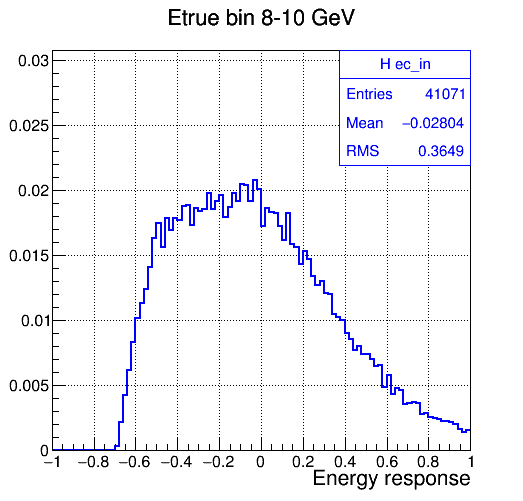 Etrue bin 8-10 GeV
H ec_in
Entries 41071
Mean −0.02804
RMS 0.3649
0.03
0.025
0.02
0.015
0.01
0.005
0
−1 −0.8 −0.6 −0.4 −0.2 0 0.2 0.4 0.6 0.8 1
Energy response